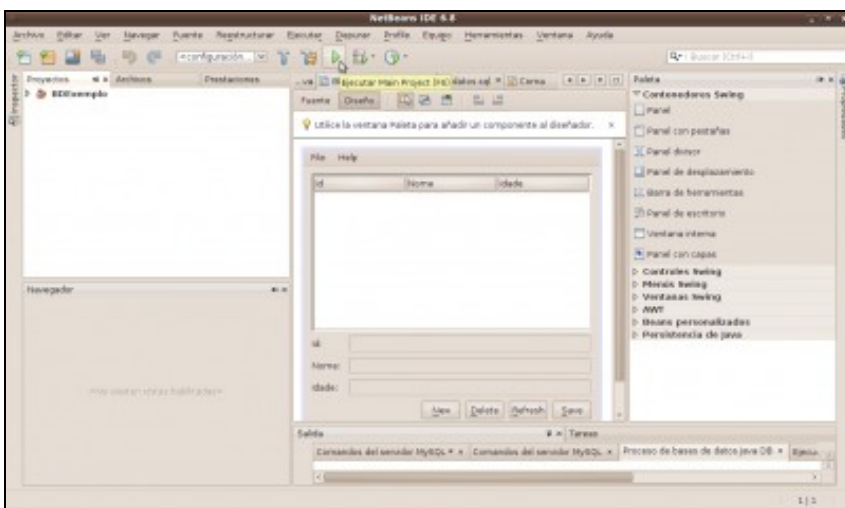 NetBeans IDE 6.8
Archivo Editar Ver Navegar Fuente Reestructurar Ejecutar Depurar Profile Equipo Herramientas Ventana Ayuda
<configuración... Buscar (Ctrl+I)
Proyectos Archivos Prestaciones
BDExemplo
Ejecutar Main Project (F6) datos.sql
Fuente Diseño
Utilice la ventana Paleta para añadir un componente al diseñador.
File Help
Id Nome Idade
Id:
Nome:
Idade:
New Delete Refresh Save
Navegador
Paleta
Contenedores Swing
Panel
Panel con pestañas
Panel divisor
Panel de desplazamiento
Barra de herramientas
Panel de escritorio
Ventana interna
Panel con capas
Controles Swing
Menús Swing
Ventanas Swing
AWT
Beans personalizados
Persistencia de Java
Salida Tareas
Comandos del servidor MySQL Comandos del servidor MySQL Proceso de bases de datos Java DB
1|1